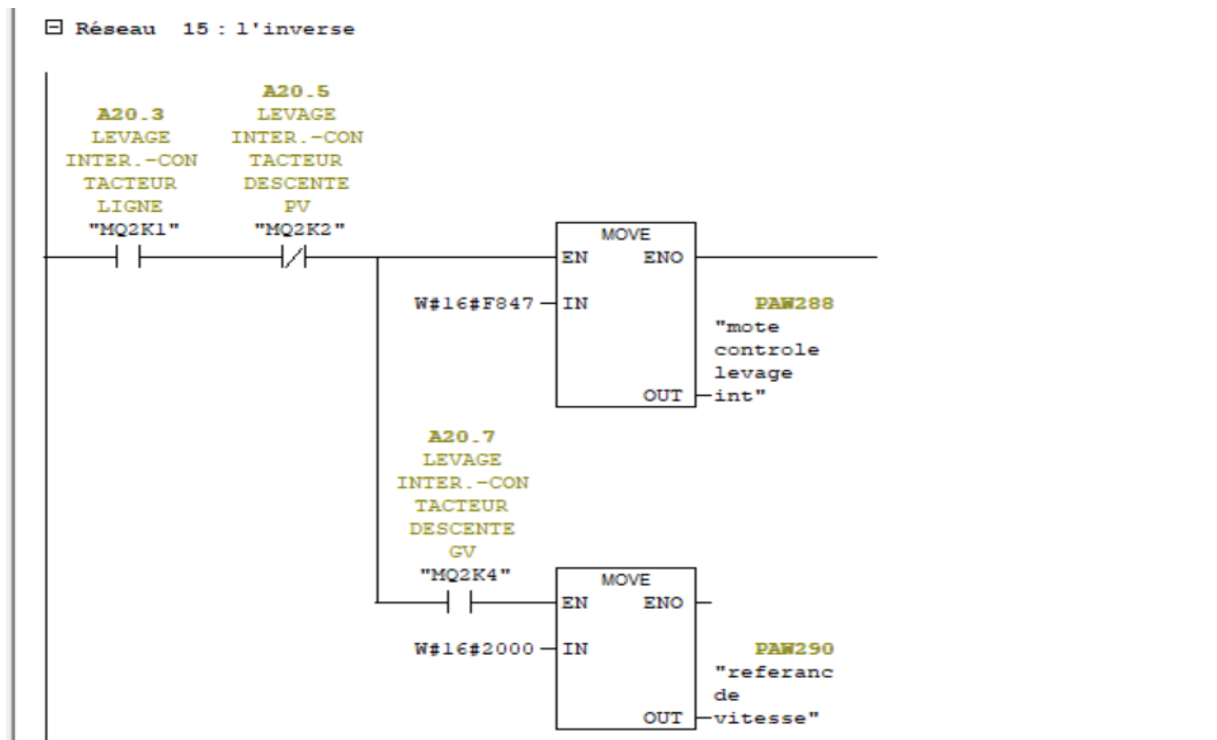 Réseau 15 : l'inverse
A20.3
LEVAGE
INTER.-CON
TACTEUR
LIGNE
"MQ2K1"
A20.5
LEVAGE
INTER.-CON
TACTEUR
DESCENTE
PV
"MQ2K2"
MOVE
EN ENO
W#16#F847 IN
PAW288
"mote
controle
levage
OUT int"
A20.7
LEVAGE
INTER.-CON
TACTEUR
DESCENTE
GV
"MQ2K4"
MOVE
EN ENO
W#16#2000 IN
PAW290
"referanc
de
OUT vitesse"